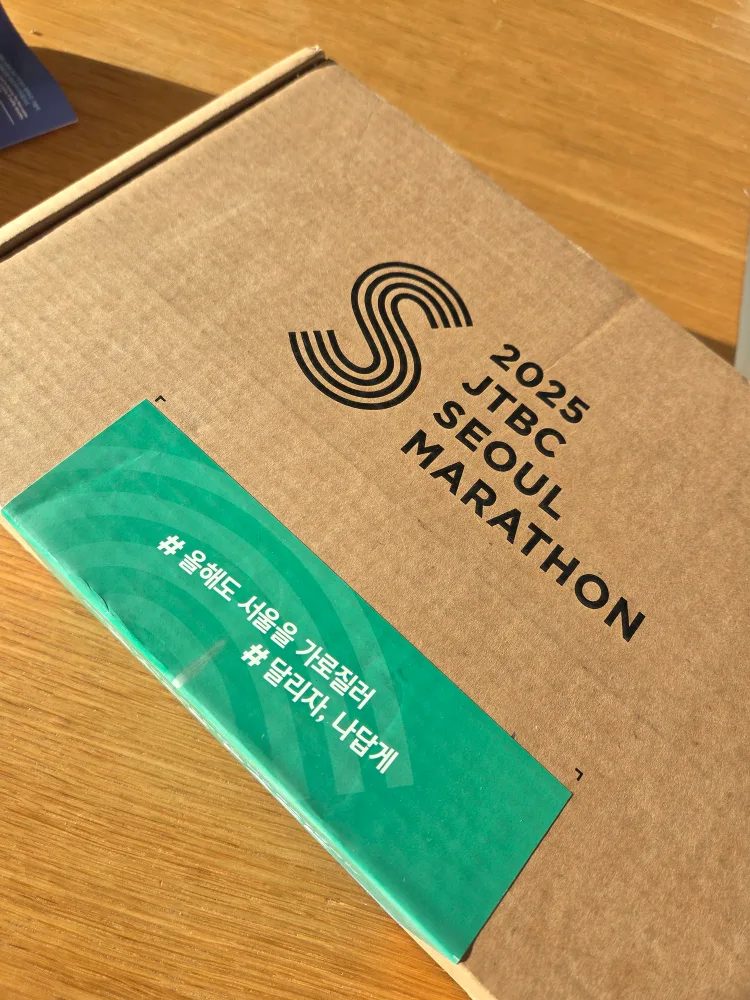 2025
JTBC
SEOUL
MARATHON
# 올해도 서울을 가로질러
# 달리자, 나답게